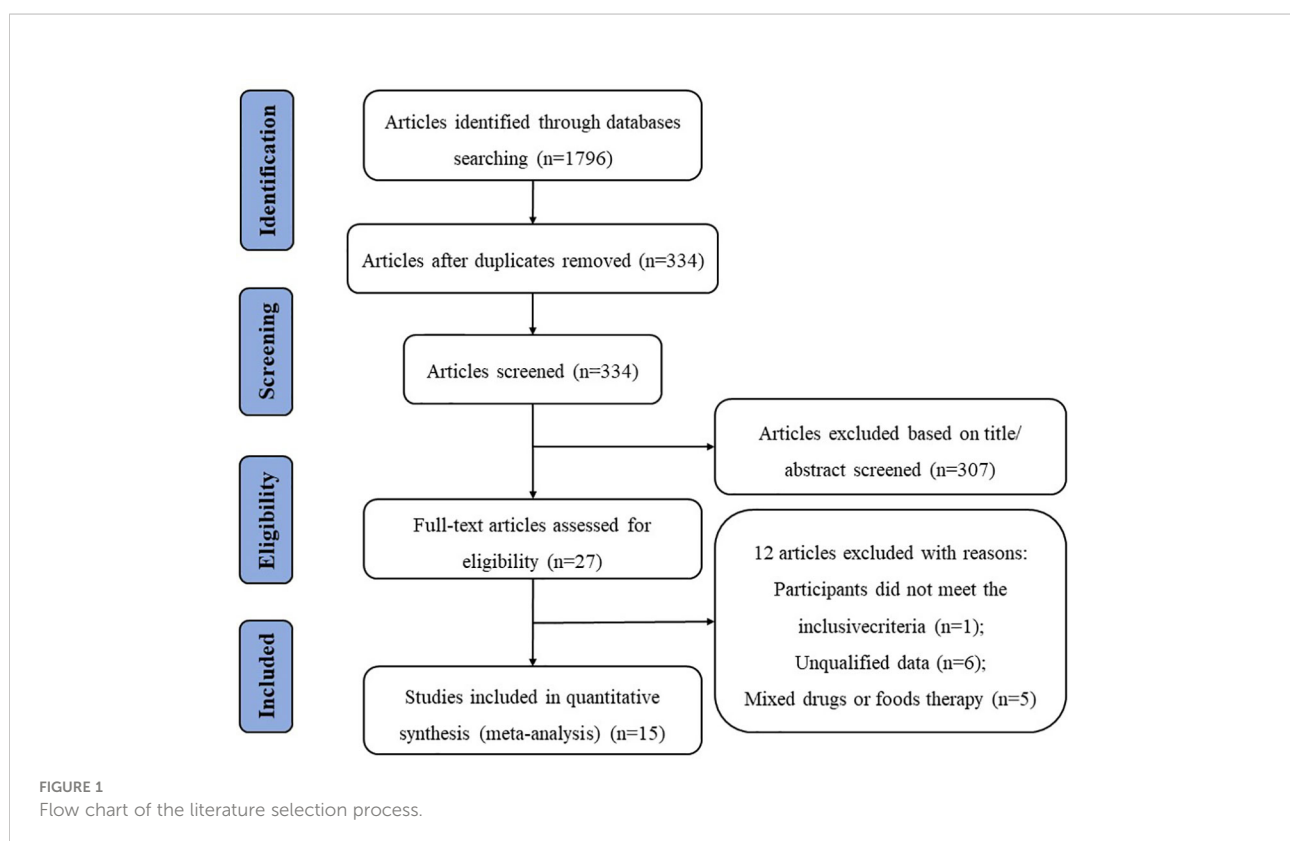 Identification
Articles identified through databases
searching (n=1796)
Articles after duplicates removed (n=334)
Screening
Articles screened (n=334)
Articles excluded based on title/
abstract screened (n=307)
Eligibility
Full-text articles assessed for
eligibility (n=27)
12 articles excluded with reasons:
Participants did not meet the
inclusivecriteria (n=1);
Unqualified data (n=6);
Mixed drugs or foods therapy (n=5)
Included
Studies included in quantitative
synthesis (meta-analysis) (n=15)
FIGURE 1
Flow chart of the literature selection process.